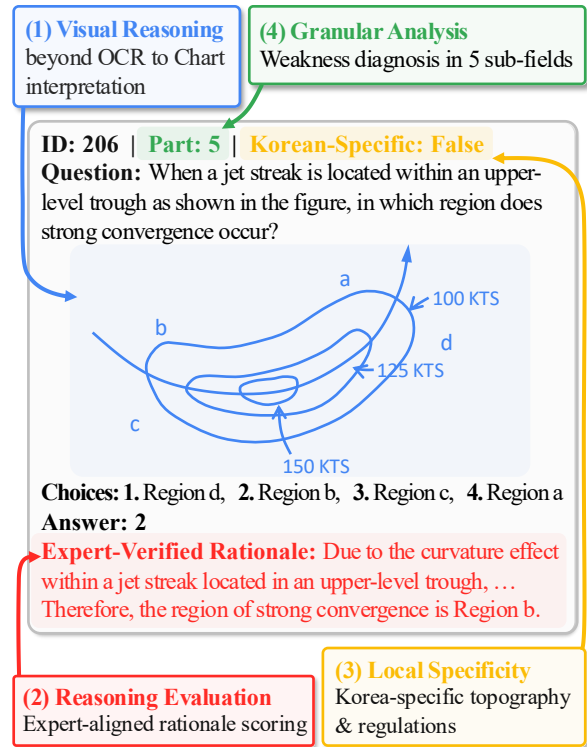 (1) Visual Reasoning
beyond OCR to Chart
interpretation
(4) Granular Analysis
Weakness diagnosis in 5 sub-fields
ID: 206 | Part: 5 | Korean-Specific: False
Question: When a jet streak is located within an upper-
level trough as shown in the figure, in which region does
strong convergence occur?
a
100 KTS
b
d
125 KTS
c
150 KTS
Choices: 1. Region d, 2. Region b, 3. Region c, 4. Region a
Answer: 2
Expert-Verified Rationale: Due to the curvature effect
within a jet streak located in an upper-level trough, …
Therefore, the region of strong convergence is Region b.
(2) Reasoning Evaluation
Expert-aligned rationale scoring
(3) Local Specificity
Korea-specific topography
& regulations